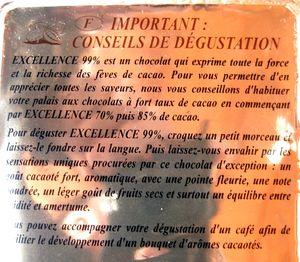 F IMPORTANT :
CONSEILS DE DÉGUSTATION
EXCELLENCE 99% est un chocolat qui exprime toute la force
et la richesse des fèves de cacao. Pour vous permettre d'en
apprécier toutes les saveurs, nous vous conseillons d'habituer
votre palais aux chocolats à fort taux de cacao en commençant
par EXCELLENCE 70% puis 85% de cacao.
Pour déguster EXCELLENCE 99%, croquez un petit morceau et
laissez-le fondre sur la langue. Puis laissez-vous envahir par les
sensations uniques procurées par ce chocolat d'exception : un
goût cacaoté fort, aromatique, avec une pointe fleurie, une note
poudrée, un léger goût de fruits secs et surtout un équilibre entre
acidité et amertume.
ous pouvez accompagner votre dégustation d'un café afin de
iliter le développement d'un bouquet d'arômes cacaotés.